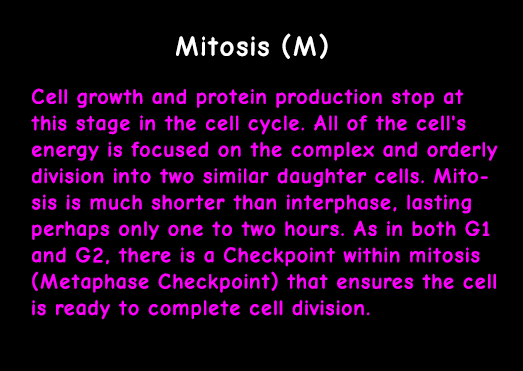 Mitosis (M)
Cell growth and protein production stop at
this stage in the cell cycle. All of the cell's
energy is focused on the complex and orderly
division into two similar daughter cells. Mito-
sis is much shorter than interphase, lasting
perhaps only one to two hours. As in both G1
and G2, there is a Checkpoint within mitosis
(Metaphase Checkpoint) that ensures the cell
is ready to complete cell division.